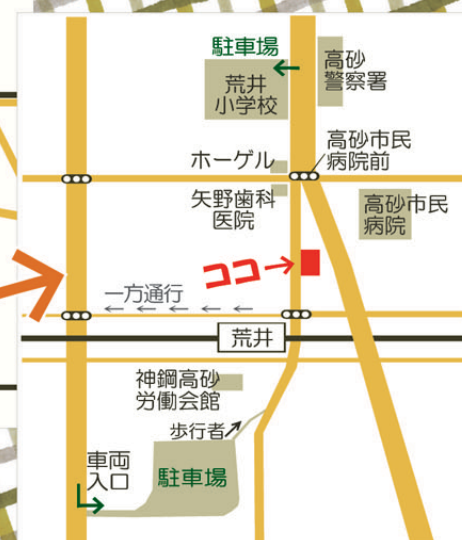 駐車場
荒井
小学校
高砂
警察署
高砂市民
病院前
ホーゲル
矢野歯科
医院
高砂市民
病院
ココ
一方通行
荒井
神鋼高砂
労働会館
歩行者
車両
入口
駐車場